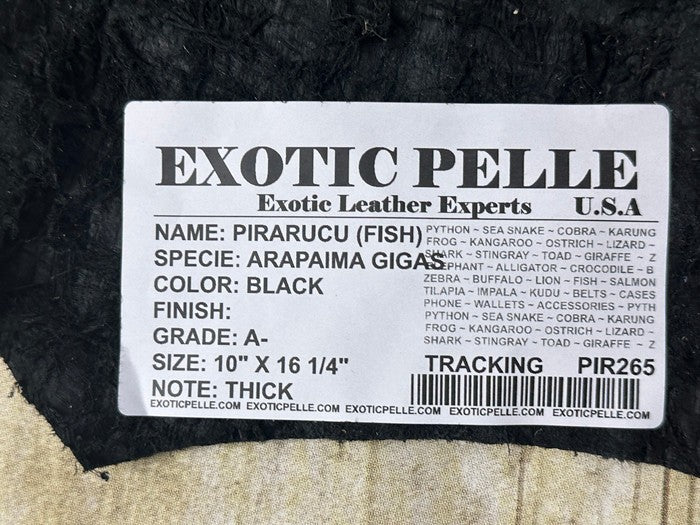 EXOTIC PELLE
Exotic Leather Experts U.S.A
NAME: PIRARUCU (FISH)
SPECIE: ARAPAIMA GIGAS
COLOR: BLACK
FINISH:
GRADE: A-
SIZE: 10" X 16 1/4"
NOTE: THICK
PYTHON ~ SEA SNAKE ~ COBRA ~ KARUNG
FROG ~ KANGAROO ~ OSTRICH ~ LIZARD ~
SHARK ~ STINGRAY ~ TOAD ~ GIRAFFE ~ Z
ELEPHANT ~ ALLIGATOR ~ CROCODILE ~ B
ZEBRA ~ BUFFALO ~ LION ~ FISH ~ SALMON
TILAPIA ~ IMPALA ~ KUDU ~ BELTS ~ CASES
PHONE ~ WALLETS ~ ACCESSORIES ~ PYTH
PYTHON ~ SEA SNAKE ~ COBRA ~ KARUNG
FROG ~ KANGAROO ~ OSTRICH ~ LIZARD ~
SHARK ~ STINGRAY ~ TOAD ~ GIRAFFE ~ Z
TRACKING PIR265
EXOTICPELLE.COM EXOTICPELLE.COM EXOTICPELLE.COM EXOTICPELLE.COM EXOTICPELLE.COM